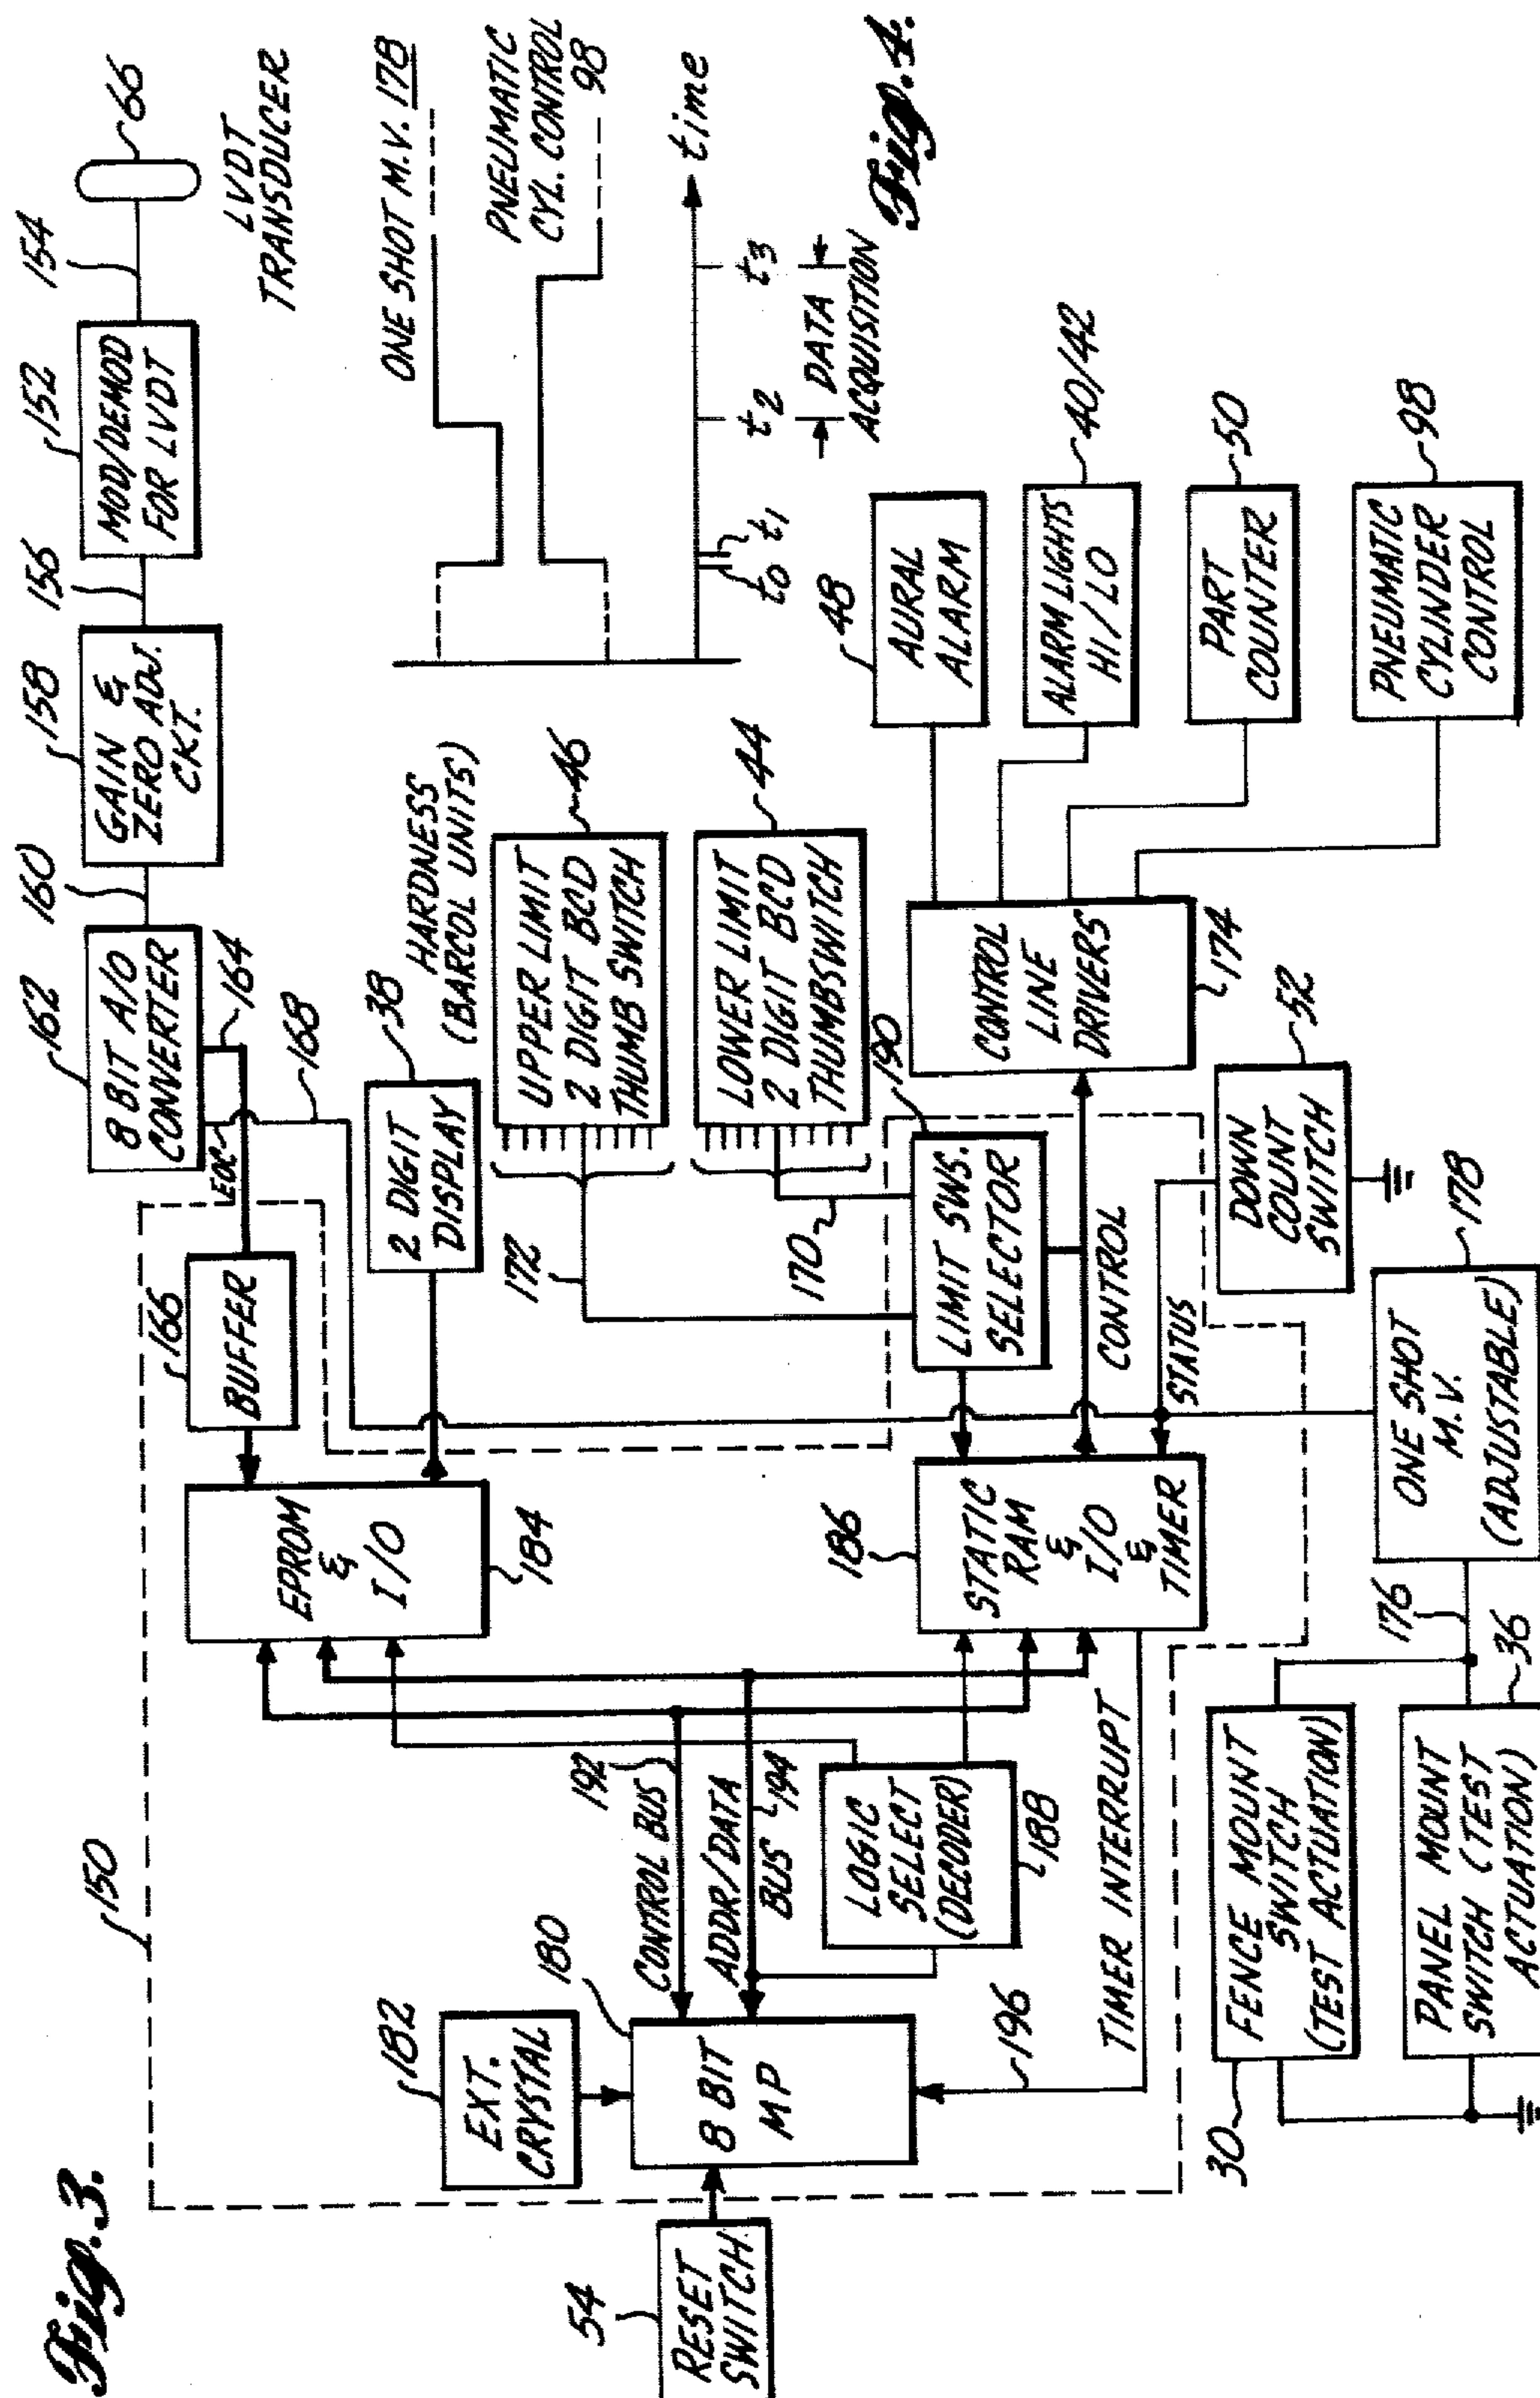 Fig. 3.
54
RESET
SWITCH
150
182
EXT.
CRYSTAL
180
8 BIT
MP
CONTROL BUS
192
ADDR/DATA
BUS
194
LOGIC
SELECT
(DECODER)
188
TIMER INTERRUPT
196
EPROM
&
I/O
184
186
STATIC
RAM
&
I/O
&
TIMER
166
BUFFER
EOC
162
8 BIT A/D
CONVERTER
164
168
160
158
GAIN &
ZERO ADJ.
CKT.
156
152
MOD/DEMOD
FOR LVDT
154
66
LVDT
TRANSDUCER
38
2 DIGIT
DISPLAY
HARDNESS
(BARCOL UNITS)
46
UPPER LIMIT
2 DIGIT BCD
THUMB SWITCH
44
LOWER LIMIT
2 DIGIT BCD
THUMBSWITCH
172
170
190
LIMIT SWS.
SELECTOR
CONTROL
STATUS
CONTROL
LINE
DRIVERS
174
48
AURAL
ALARM
ALARM LIGHTS
HI/LO
40/42
PART
COUNTER
50
PNEUMATIC
CYLINDER
CONTROL
98
52
DOWN
COUNT
SWITCH
178
ONE SHOT
M.V.
(ADJUSTABLE)
176
30
FENCE MOUNT
SWITCH
(TEST ACTUATION)
36
PANEL MOUNT
SWITCH (TEST
ACTUATION)
ONE SHOT M.V. 178
PNEUMATIC
CYL. CONTROL
98
time
t0
t1
t2
t3
DATA
ACQUISITION
Fig. 4.